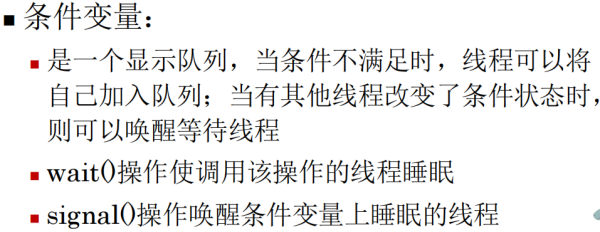 条件变量：
是一个显示队列，当条件不满足时，线程可以将
自己加入队列；当有其他线程改变了条件状态时，
则可以唤醒等待线程
wait()操作使调用该操作的线程睡眠
signal()操作唤醒条件变量上睡眠的线程